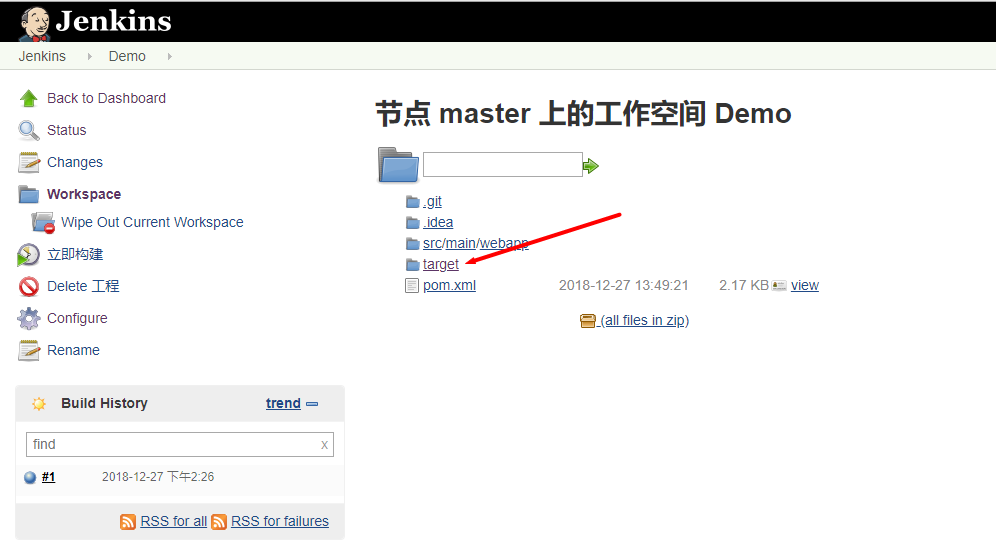 Jenkins
Jenkins Demo
Back to Dashboard
Status
Changes
Workspace
Wipe Out Current Workspace
立即构建
Delete 工程
Configure
Rename
Build History trend
find x
#1 2018-12-27 下午2:26
RSS for all RSS for failures
节点 master 上的工作空间 Demo
.git
.idea
src/main/webapp
target
pom.xml 2018-12-27 13:49:21 2.17 KB view
(all files in zip)